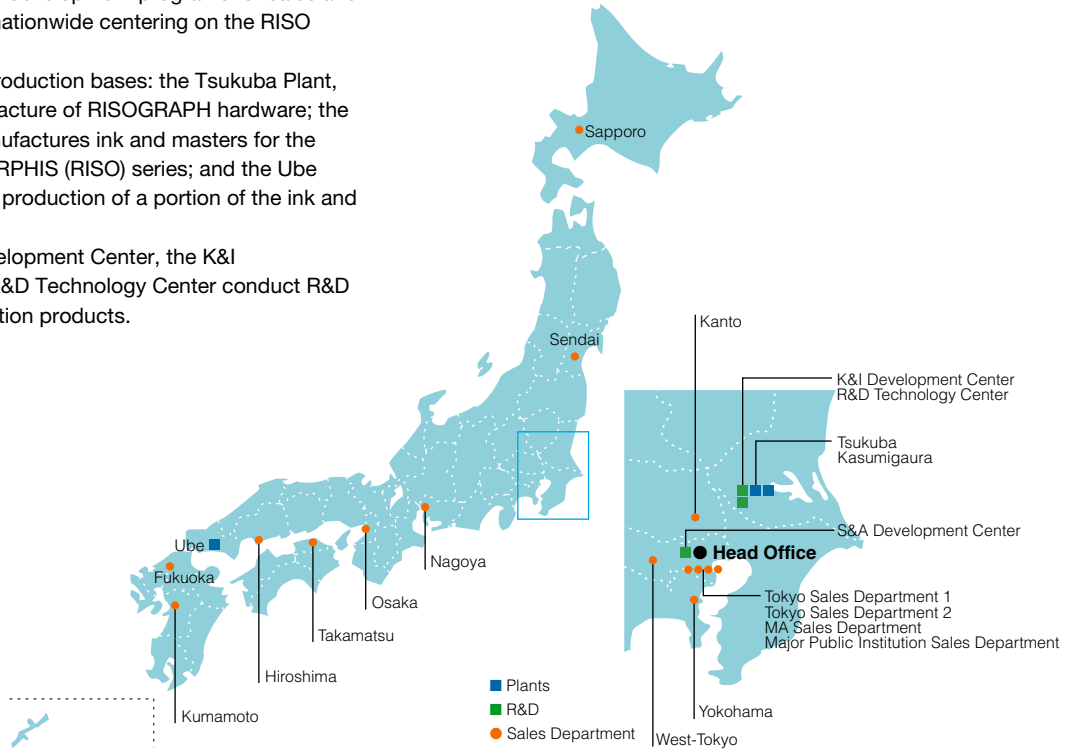 nationwide centering on the RISO
roduction bases: the Tsukuba Plant,
acture of RISOGRAPH hardware; the
nufactures ink and masters for the
RPHIS (RISO) series; and the Ube
production of a portion of the ink and
elopment Center, the K&I
&D Technology Center conduct R&D
tion products.
Sapporo
Sendai
Kanto
K&I Development Center
R&D Technology Center
Tsukuba
Kasumigaura
S&A Development Center
Head Office
Tokyo Sales Department 1
Tokyo Sales Department 2
MA Sales Department
Major Public Institution Sales Department
Yokohama
West-Tokyo
Nagoya
Osaka
Takamatsu
Hiroshima
Ube
Fukuoka
Kumamoto
Plants
R&D
Sales Department